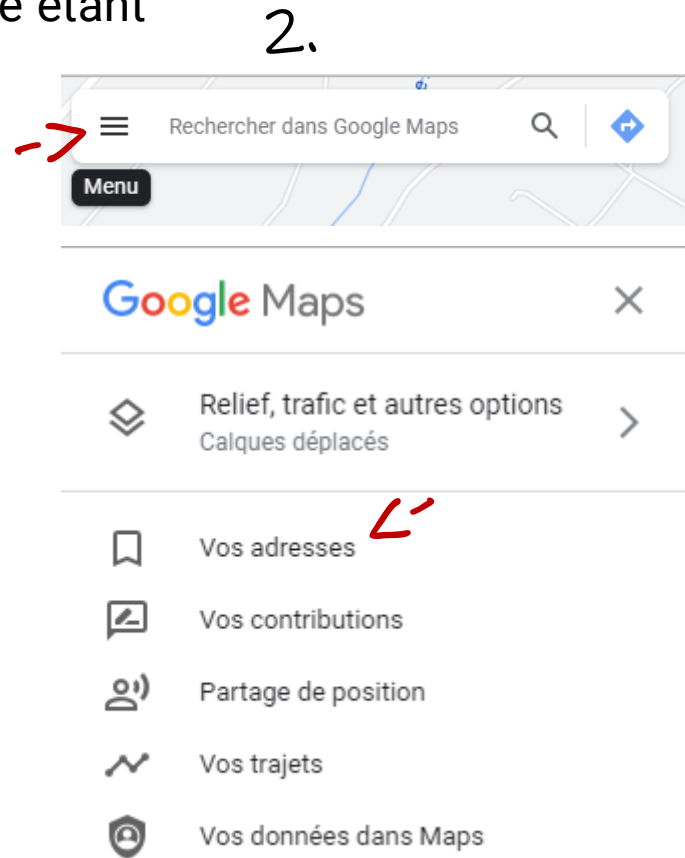 e étant
2.
Rechercher dans Google Maps
Menu
Google Maps
Relief, trafic et autres options
Calques déplacés
Vos adresses
Vos contributions
Partage de position
Vos trajets
Vos données dans Maps